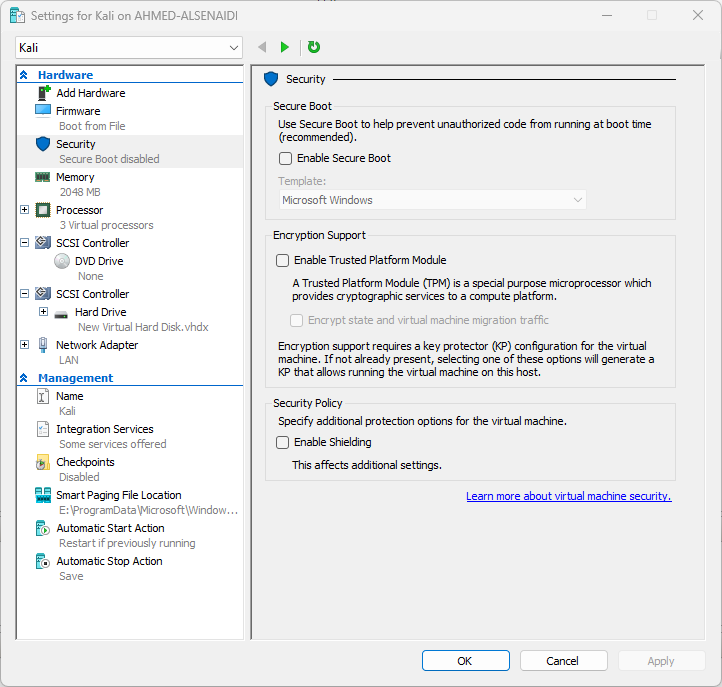 Settings for Kali on AHMED-ALSENAIDI
Kali
Hardware
Add Hardware
Firmware
Boot from File
Security
Secure Boot disabled
Memory
2048 MB
Processor
3 Virtual processors
SCSI Controller
DVD Drive
None
SCSI Controller
Hard Drive
New Virtual Hard Disk.vhdx
Network Adapter
LAN
Management
Name
Kali
Integration Services
Some services offered
Checkpoints
Disabled
Smart Paging File Location
E:\ProgramData\Microsoft\Window...
Automatic Start Action
Restart if previously running
Automatic Stop Action
Save
Security
Secure Boot
Use Secure Boot to help prevent unauthorized code from running at boot time
(recommended).
Enable Secure Boot
Template:
Microsoft Windows
Encryption Support
Enable Trusted Platform Module
A Trusted Platform Module (TPM) is a special purpose microprocessor which
provides cryptographic services to a compute platform.
Encrypt state and virtual machine migration traffic
Encryption support requires a key protector (KP) configuration for the virtual
machine. If not already present, selecting one of these options will generate a
KP that allows running the virtual machine on this host.
Security Policy
Specify additional protection options for the virtual machine.
Enable Shielding
This affects additional settings.
Learn more about virtual machine security.
OK
Cancel
Apply